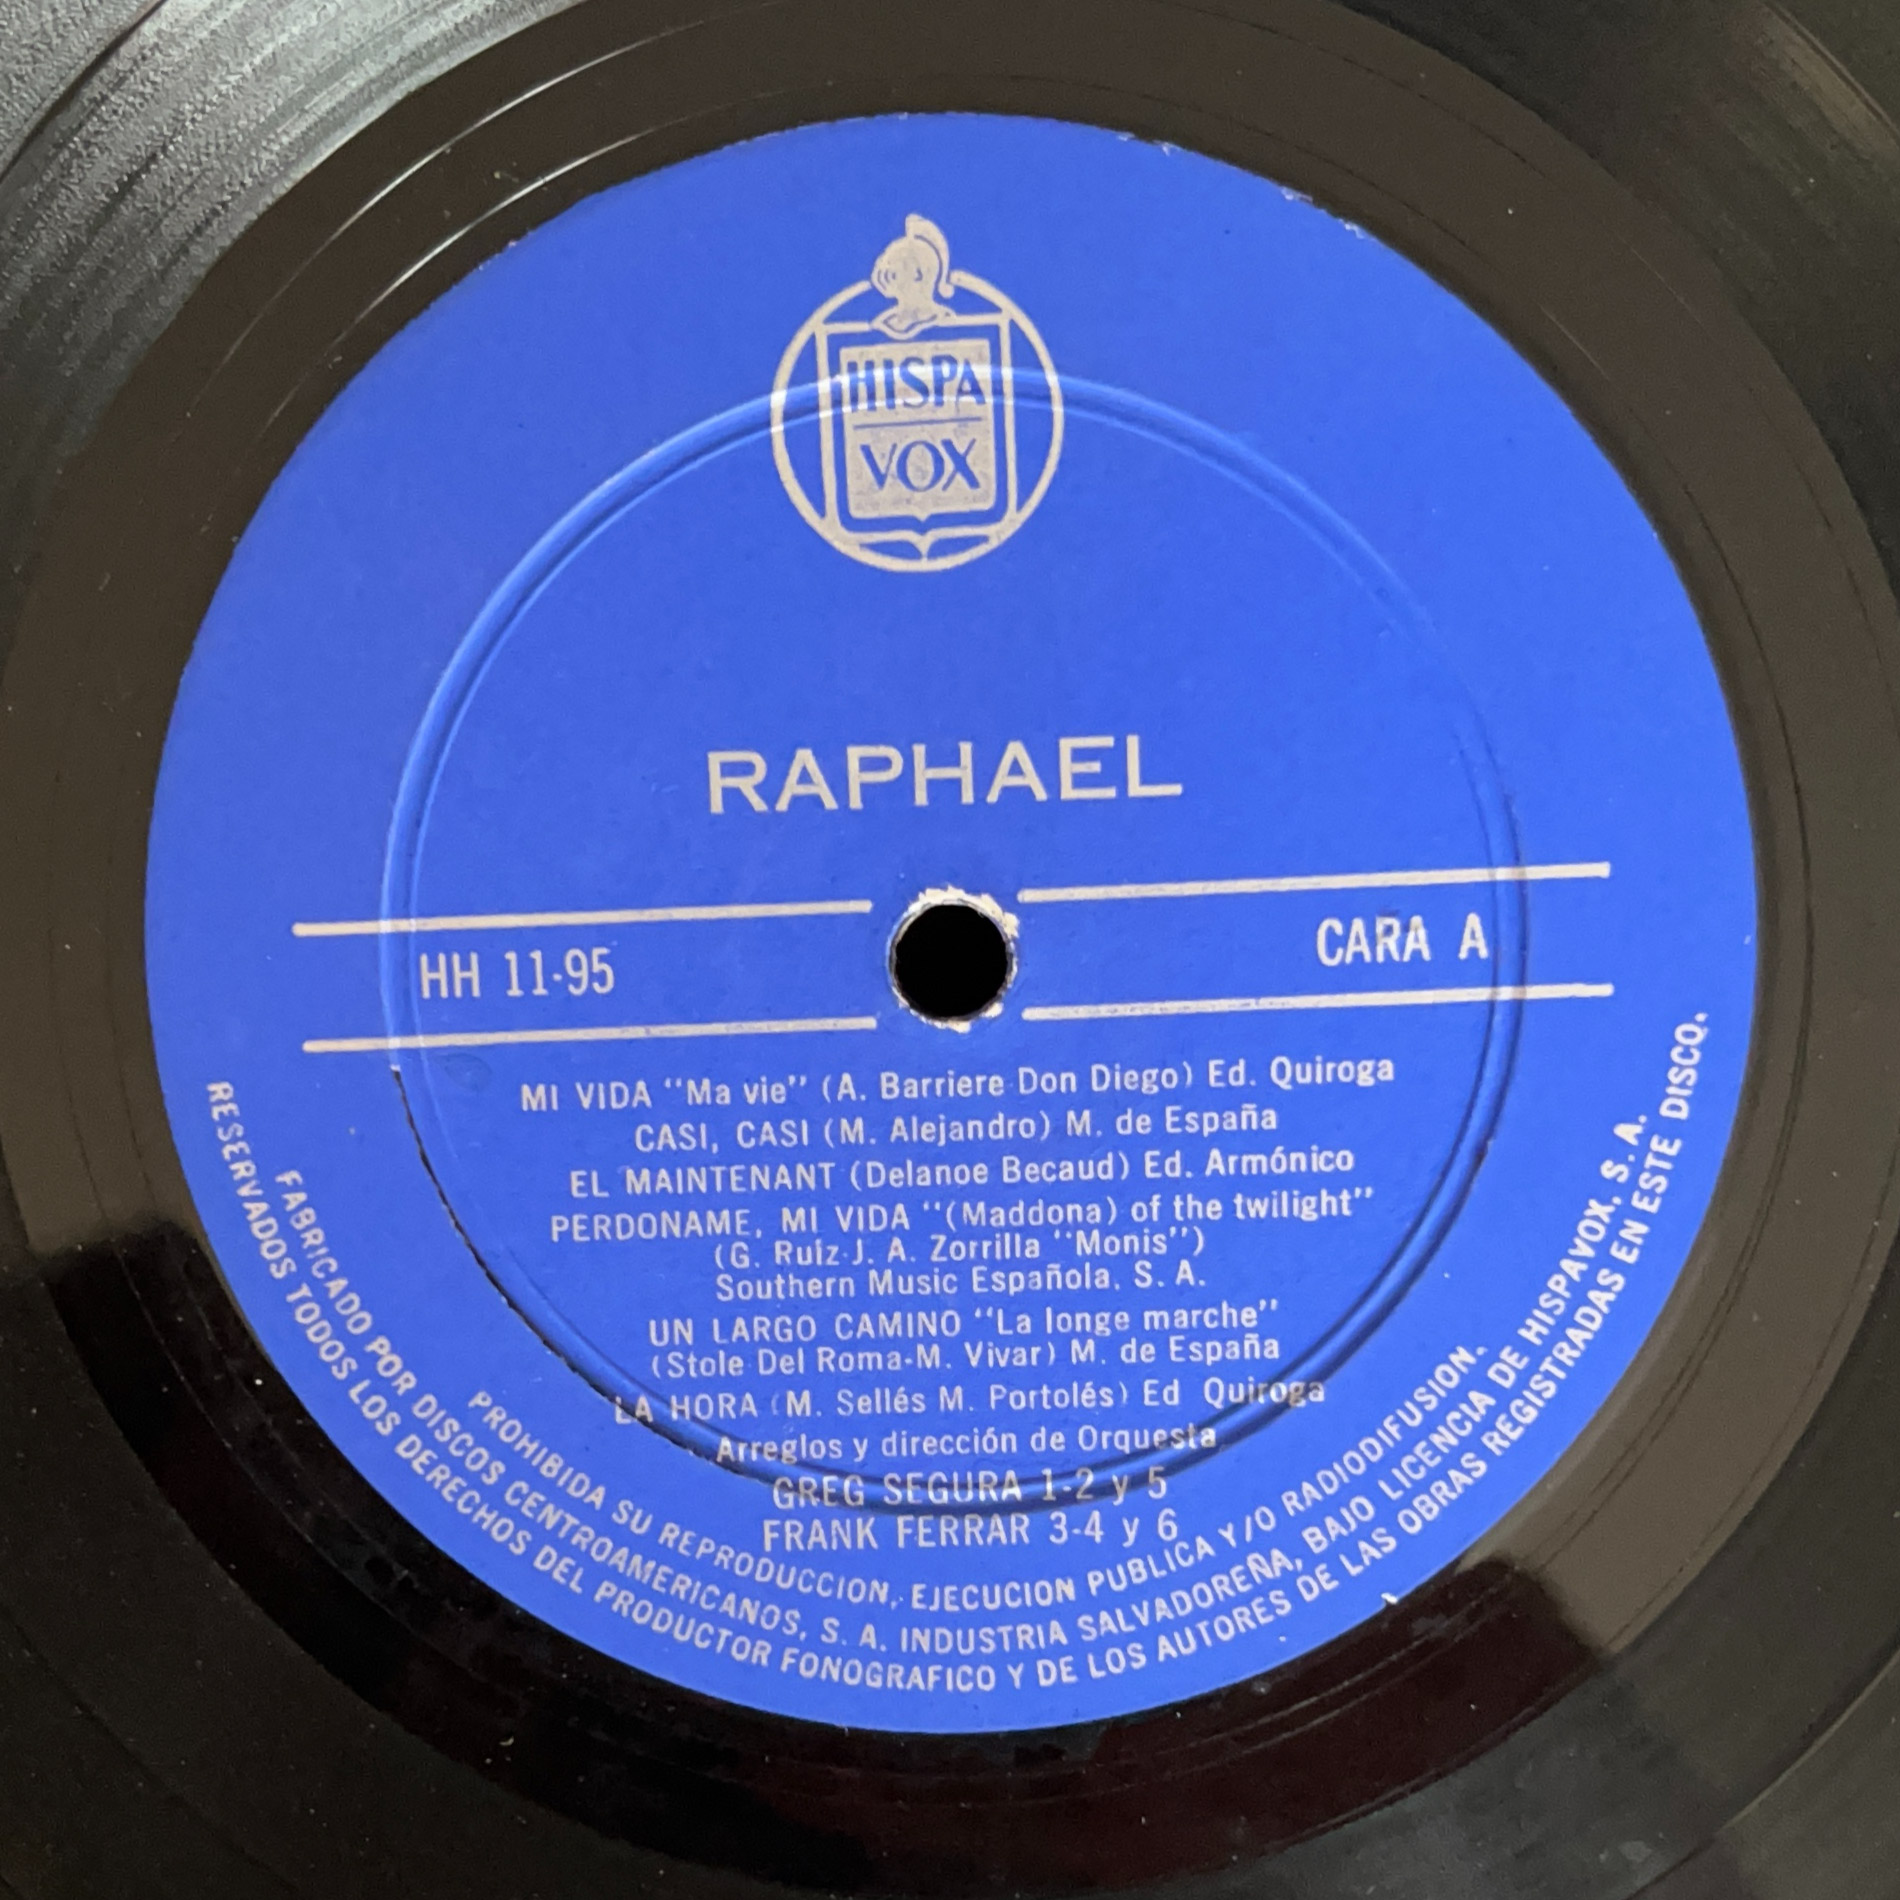 HISPA
VOX
RAPHAEL
HH 11-95
CARA A
MI VIDA "Ma vie" (A. Barriere Don Diego) Ed. Quiroga
CASI, CASI (M. Alejandro) M. de España
EL MAINTENANT (Delanoe Becaud) Ed. Armónico
PERDONAME, MI VIDA "(Maddona) of the twilight"
(G. Ruíz-J. A. Zorrilla "Monis")
Southern Music Española, S. A.
UN LARGO CAMINO "La longe marche"
(Stole Del Roma-M. Vivar) M. de España
LA HORA (M. Sellés M. Portolés) Ed Quiroga
Arreglos y dirección de Orquesta
GREG SEGURA 1-2 y 5
FRANK FERRAR 3-4 y 6
PROHIBIDA SU REPRODUCCION, EJECUCION PUBLICA Y/O RADIODIFUSION.
FABRICADO POR DISCOS CENTROAMERICANOS, S. A. INDUSTRIA SALVADOREÑA, BAJO LICENCIA DE HISPAVOX, S. A.
RESERVADOS TODOS LOS DERECHOS DEL PRODUCTOR FONOGRAFICO Y DE LOS AUTORES DE LAS OBRAS REGISTRADAS EN ESTE DISCO.